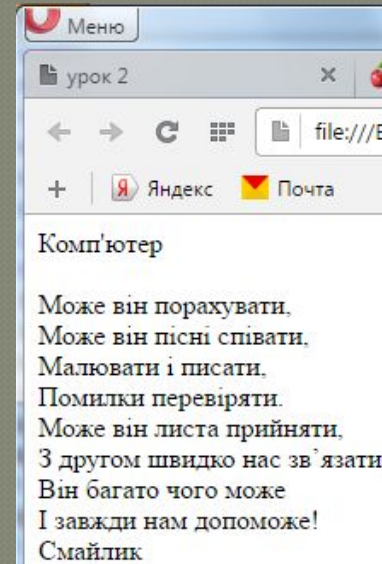 Меню
урок 2
file:///
Яндекс Почта
Комп'ютер
Може він порахувати,
Може він пісні співати,
Малювати і писати,
Помилки перевіряти.
Може він листа прийняти,
З другом швидко нас зв`язати
Він багато чого може
І завжди нам допоможе!
Смайлик